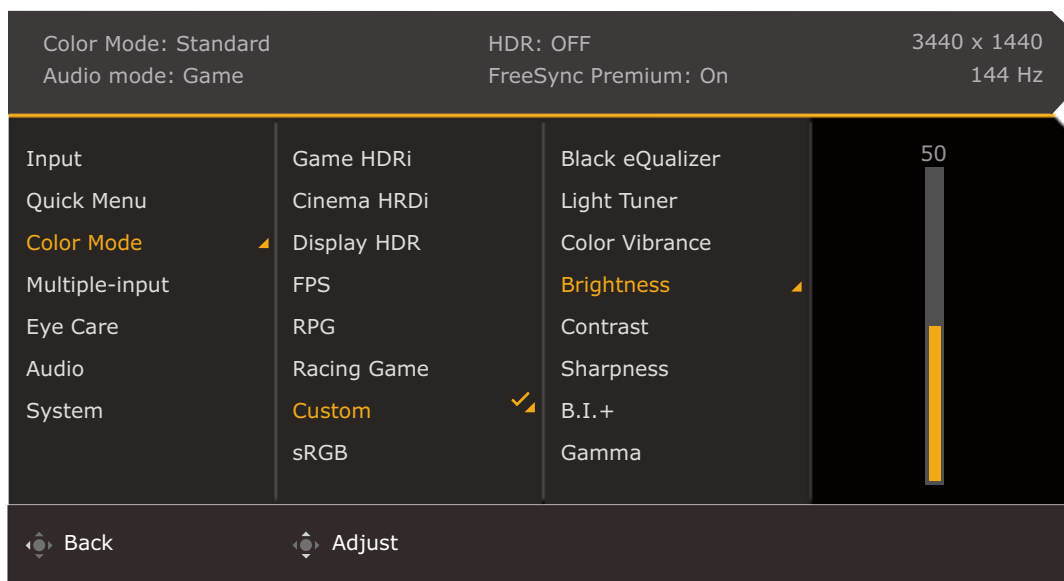 Color Mode: Standard
HDR: OFF
3440 x 1440
Audio mode: Game
FreeSync Premium: On
144 Hz
Input
Quick Menu
Color Mode
Multiple-input
Eye Care
Audio
System
Game HDRi
Cinema HRDi
Display HDR
FPS
RPG
Racing Game
Custom
sRGB
Black eQualizer
Light Tuner
Color Vibrance
Brightness
Contrast
Sharpness
B.I.+
Gamma
50
Back
Adjust